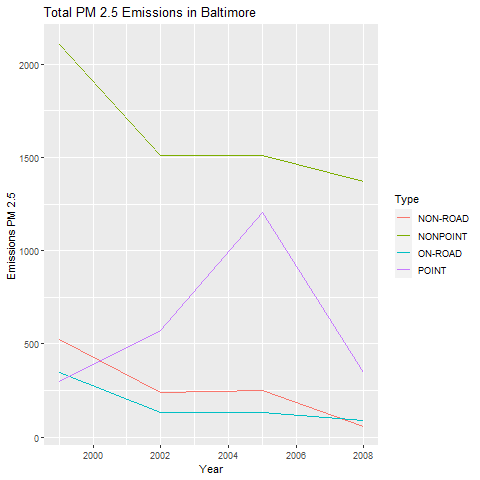 Total PM 2.5 Emissions in Baltimore
Emissions PM 2.5
2000
1500
1000
500
0
2000
2002
2004
2006
2008
Year
Type
NON-ROAD
NONPOINT
ON-ROAD
POINT